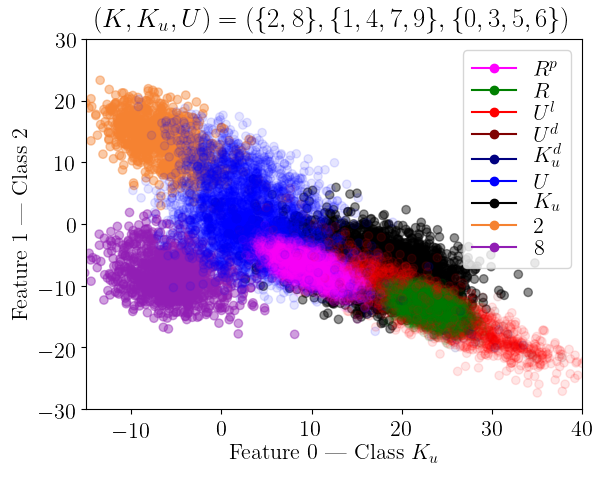 (K, K_u, U) = ({2, 8}, {1, 4, 7, 9}, {0, 3, 5, 6})
30
20
10
0
−10
−20
−30
Feature 1 — Class 2
R^p
R
U^l
U^d
K_u^d
U
K_u
2
8
−10
0
10
20
30
40
Feature 0 — Class K_u